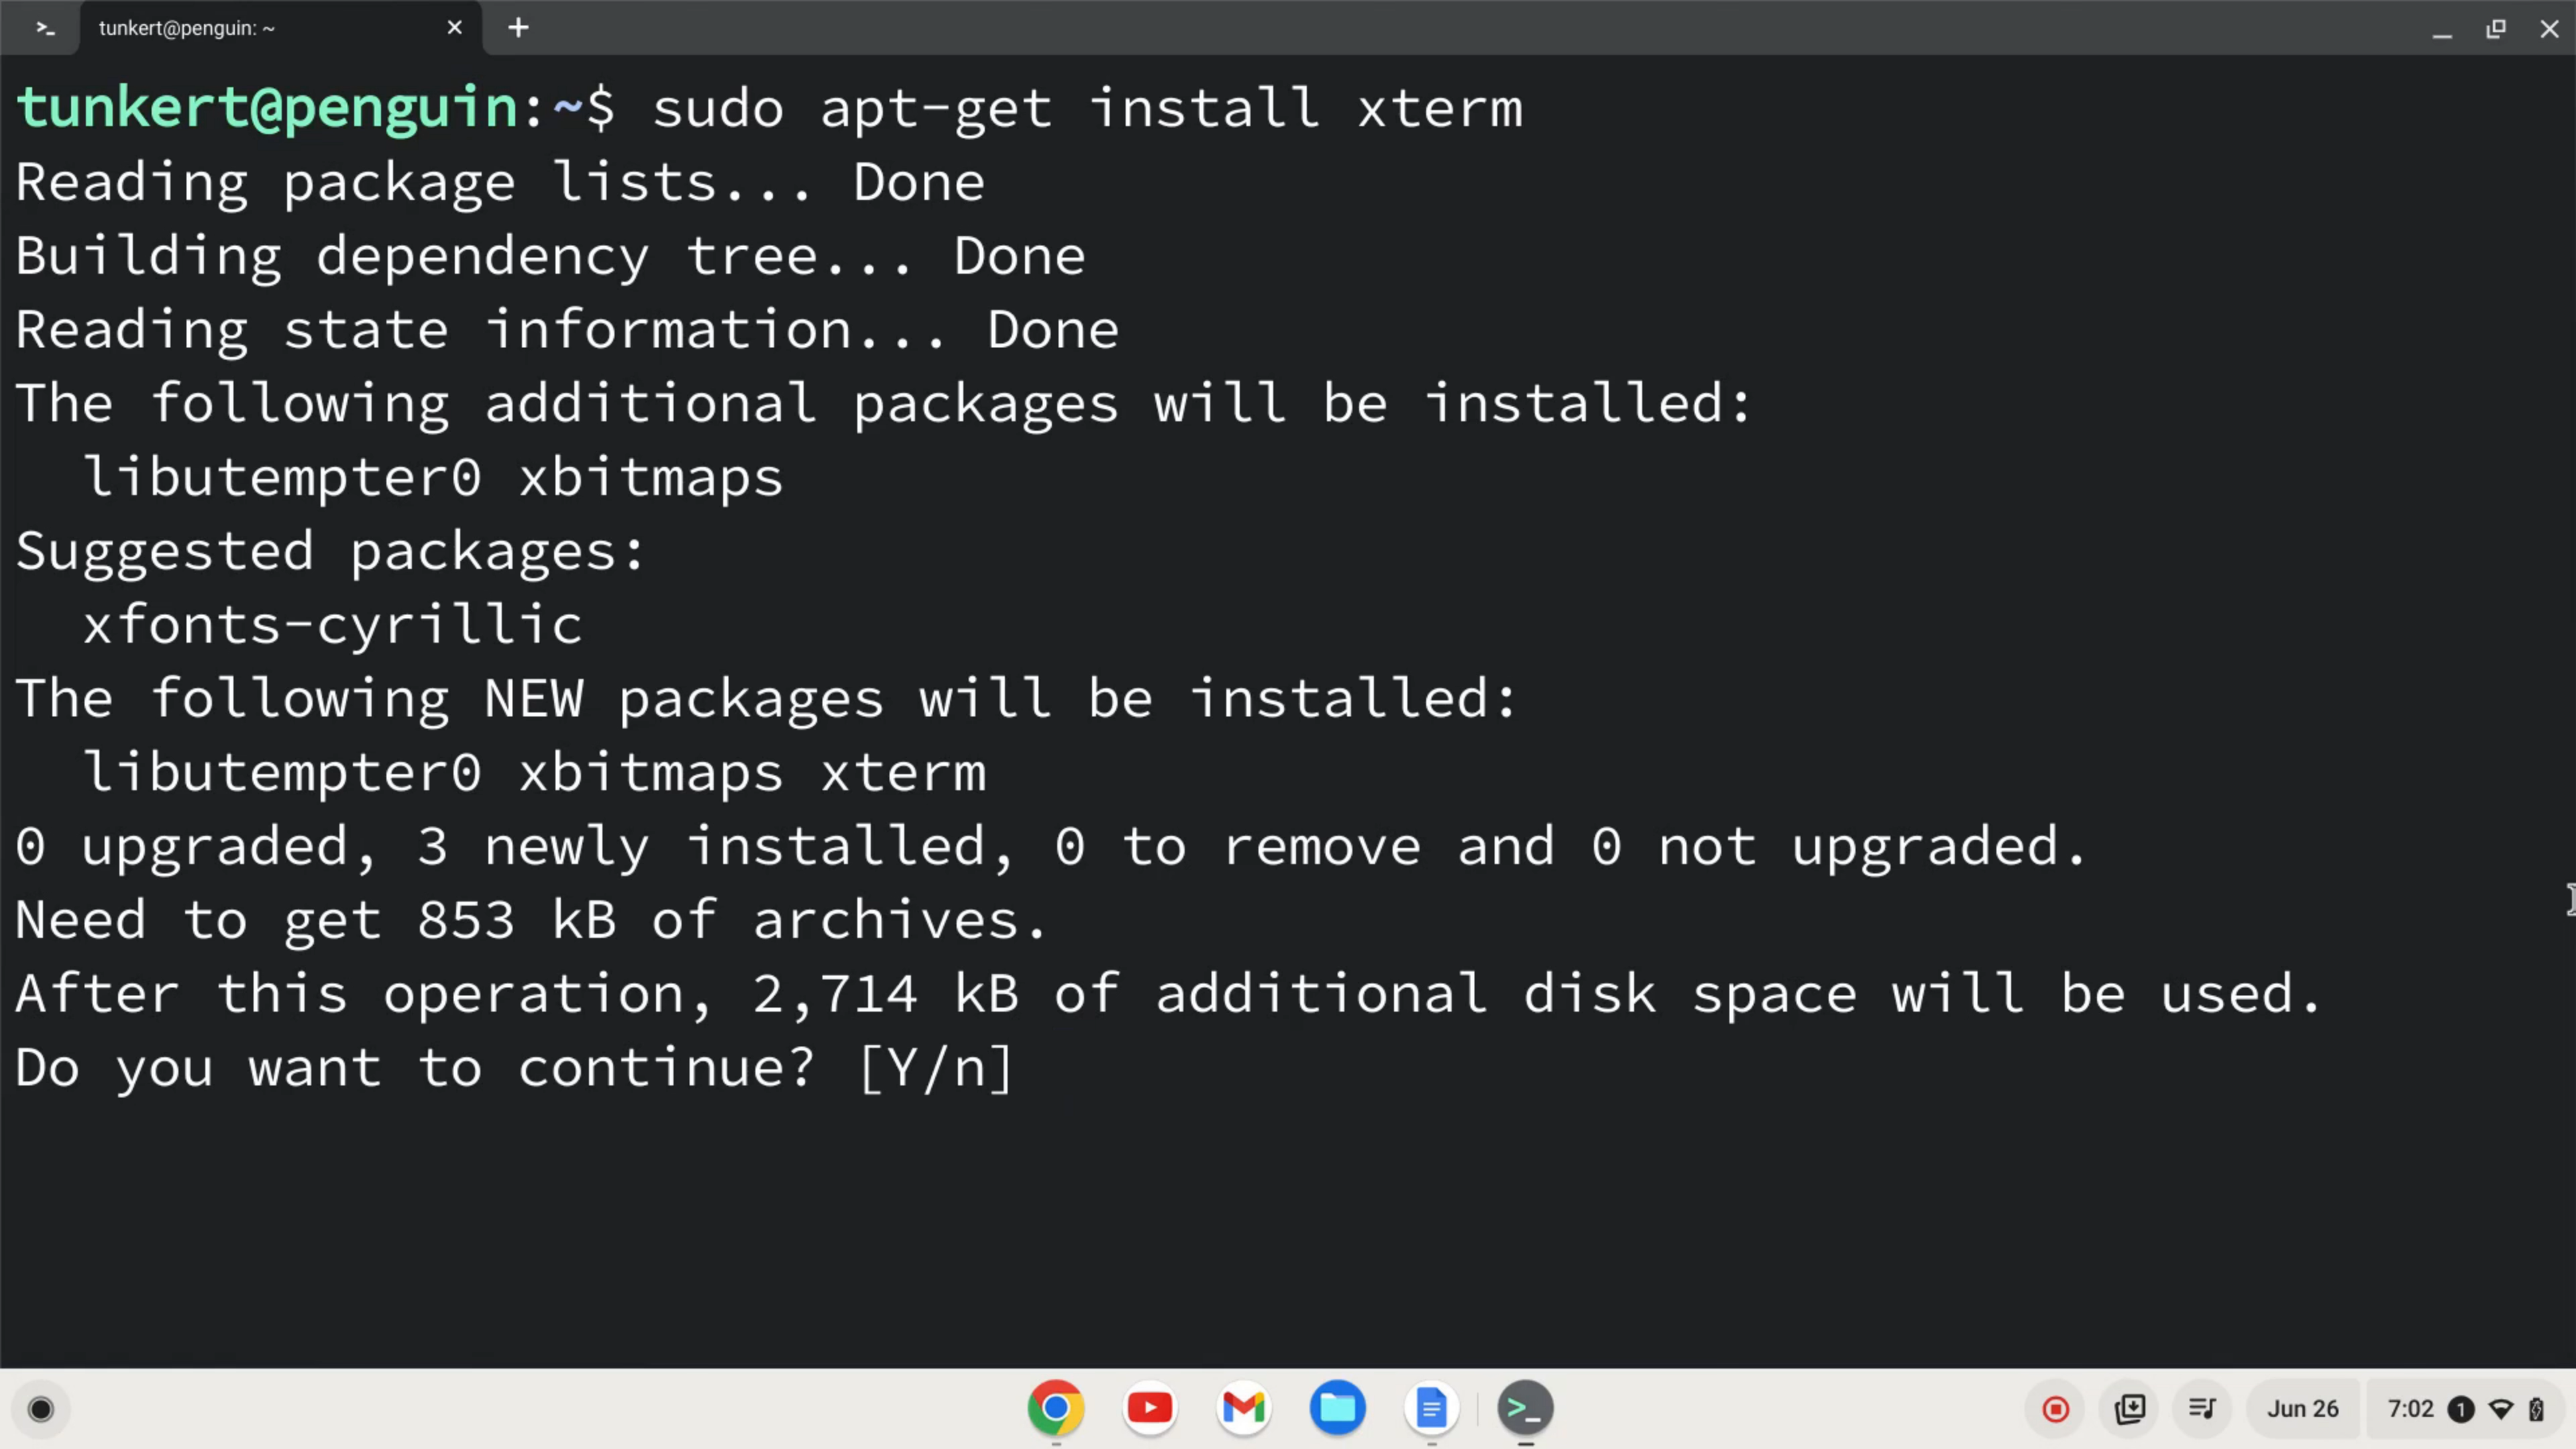 tunkert@penguin: ~
tunkert@penguin:~$ sudo apt-get install xterm
Reading package lists... Done
Building dependency tree... Done
Reading state information... Done
The following additional packages will be installed:
  libutempter0 xbitmaps
Suggested packages:
  xfonts-cyrillic
The following NEW packages will be installed:
  libutempter0 xbitmaps xterm
0 upgraded, 3 newly installed, 0 to remove and 0 not upgraded.
Need to get 853 kB of archives.
After this operation, 2,714 kB of additional disk space will be used.
Do you want to continue? [Y/n]
Jun 26 7:02 1